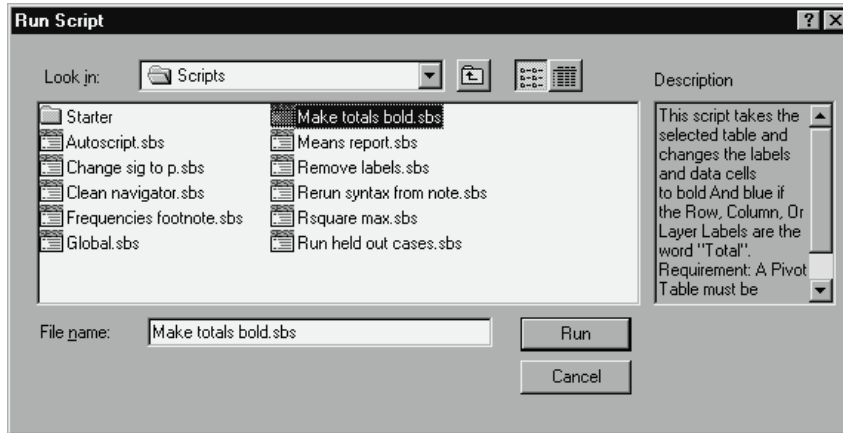 Run Script
Look in:
Scripts
Description
Starter
Autoscript.sbs
Change sig to p.sbs
Clean navigator.sbs
Frequencies footnote.sbs
Global.sbs
Make totals bold.sbs
Means report.sbs
Remove labels.sbs
Rerun syntax from note.sbs
Rsquare max.sbs
Run held out cases.sbs
This script takes the
selected table and
changes the labels
and data cells
to bold And blue if
the Row, Column, Or
Layer Labels are the
word "Total".
Requirement: A Pivot
Table must be
File name:
Make totals bold.sbs
Run
Cancel